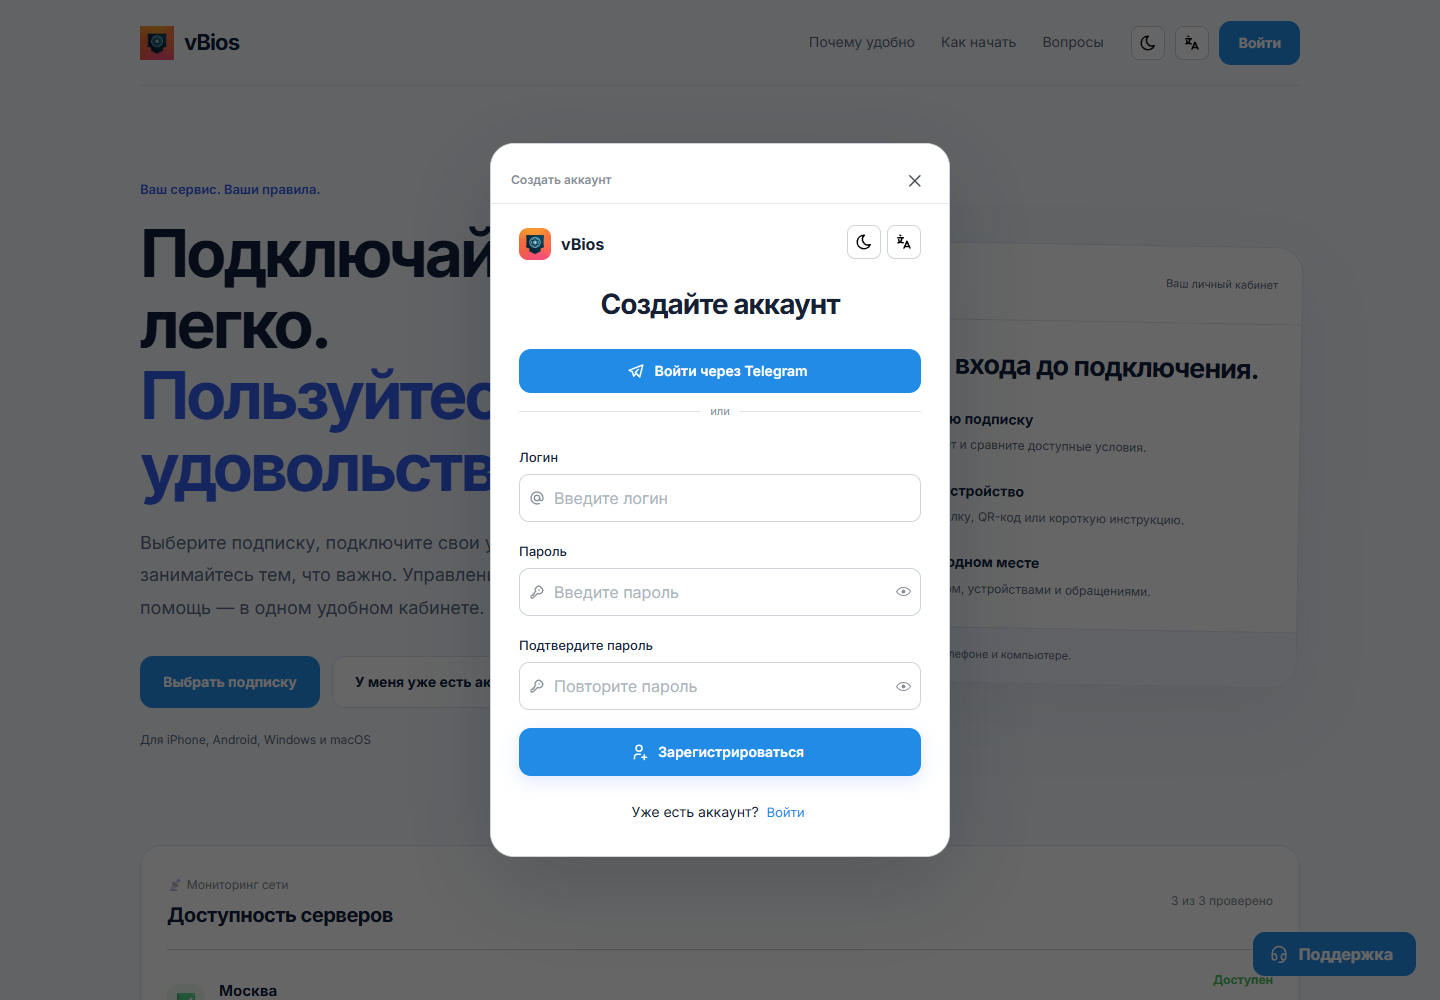 vBios
Почему удобно
Как начать
Вопросы
Войти
Ваш сервис. Ваши правила.
Подключай
легко.
Пользуйтес
удовольств
Выберите подписку, подключите свои
занимайтесь тем, что важно. Управлени
помощь — в одном удобном кабинете.
Выбрать подписку
У меня уже есть ак
Для iPhone, Android, Windows и macOS
Создать аккаунт
vBios
Создайте аккаунт
Войти через Telegram
или
Логин
Введите логин
Пароль
Введите пароль
Подтвердите пароль
Повторите пароль
Зарегистрироваться
Уже есть аккаунт? Войти
Ваш личный кабинет
входа до подключения.
ю подписку
т и сравните доступные условия.
стройство
лку, QR-код или короткую инструкцию.
одном месте
м, устройствами и обращениями.
лефоне и компьютере.
Мониторинг сети
Доступность серверов
3 из 3 проверено
Москва
Доступен
Поддержка